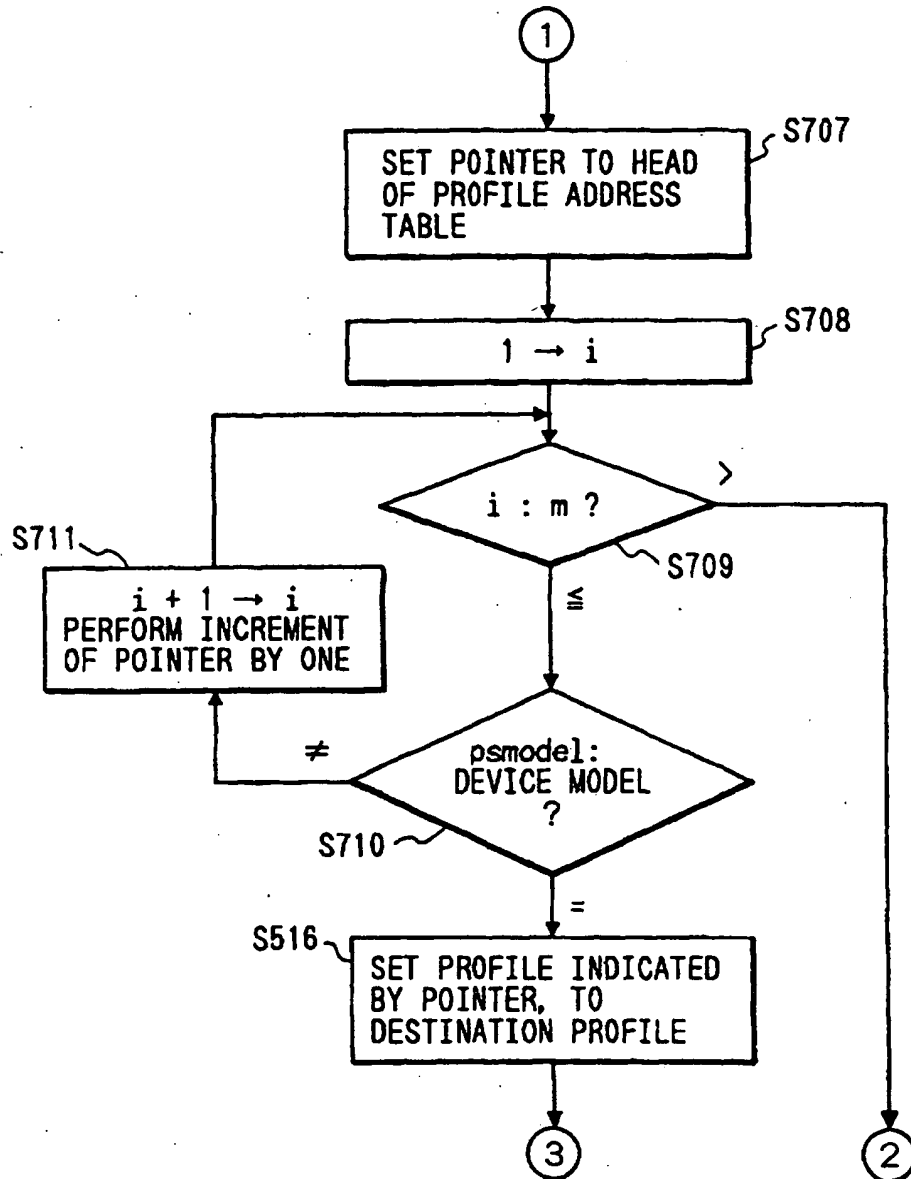 1
S707
SET POINTER TO HEAD
OF PROFILE ADDRESS
TABLE
S708
1 → i
>
i : m ?
S709
S711
i + 1 → i
PERFORM INCREMENT
OF POINTER BY ONE
≦
≠
psmodel:
DEVICE MODEL
?
S710
=
S516
SET PROFILE INDICATED
BY POINTER, TO
DESTINATION PROFILE
3
2